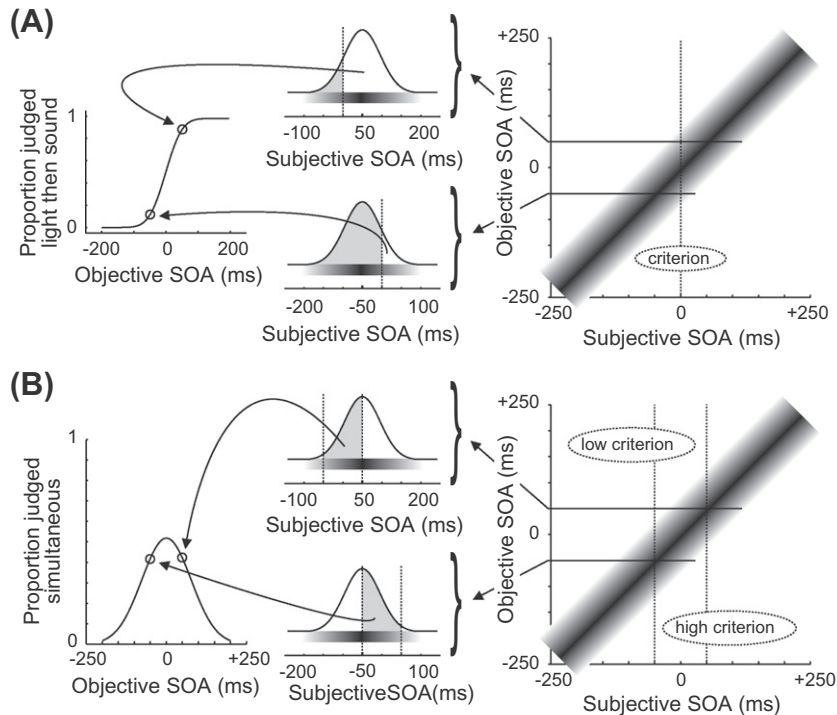 (A)
Proportion judged
light then sound
1
0
-200 0 200
Objective SOA (ms)
-100 50 200
Subjective SOA (ms)
-200 -50 100
Subjective SOA (ms)
+250
0
-250
Objective SOA (ms)
criterion
-250 0 +250
Subjective SOA (ms)
(B)
Proportion judged
simultaneous
1
0
-250 0 +250
Objective SOA (ms)
-100 50 200
Subjective SOA (ms)
-200 -50 100
SubjectiveSOA(ms)
+250
0
-250
Objective SOA (ms)
low criterion
high criterion
-250 0 +250
Subjective SOA (ms)